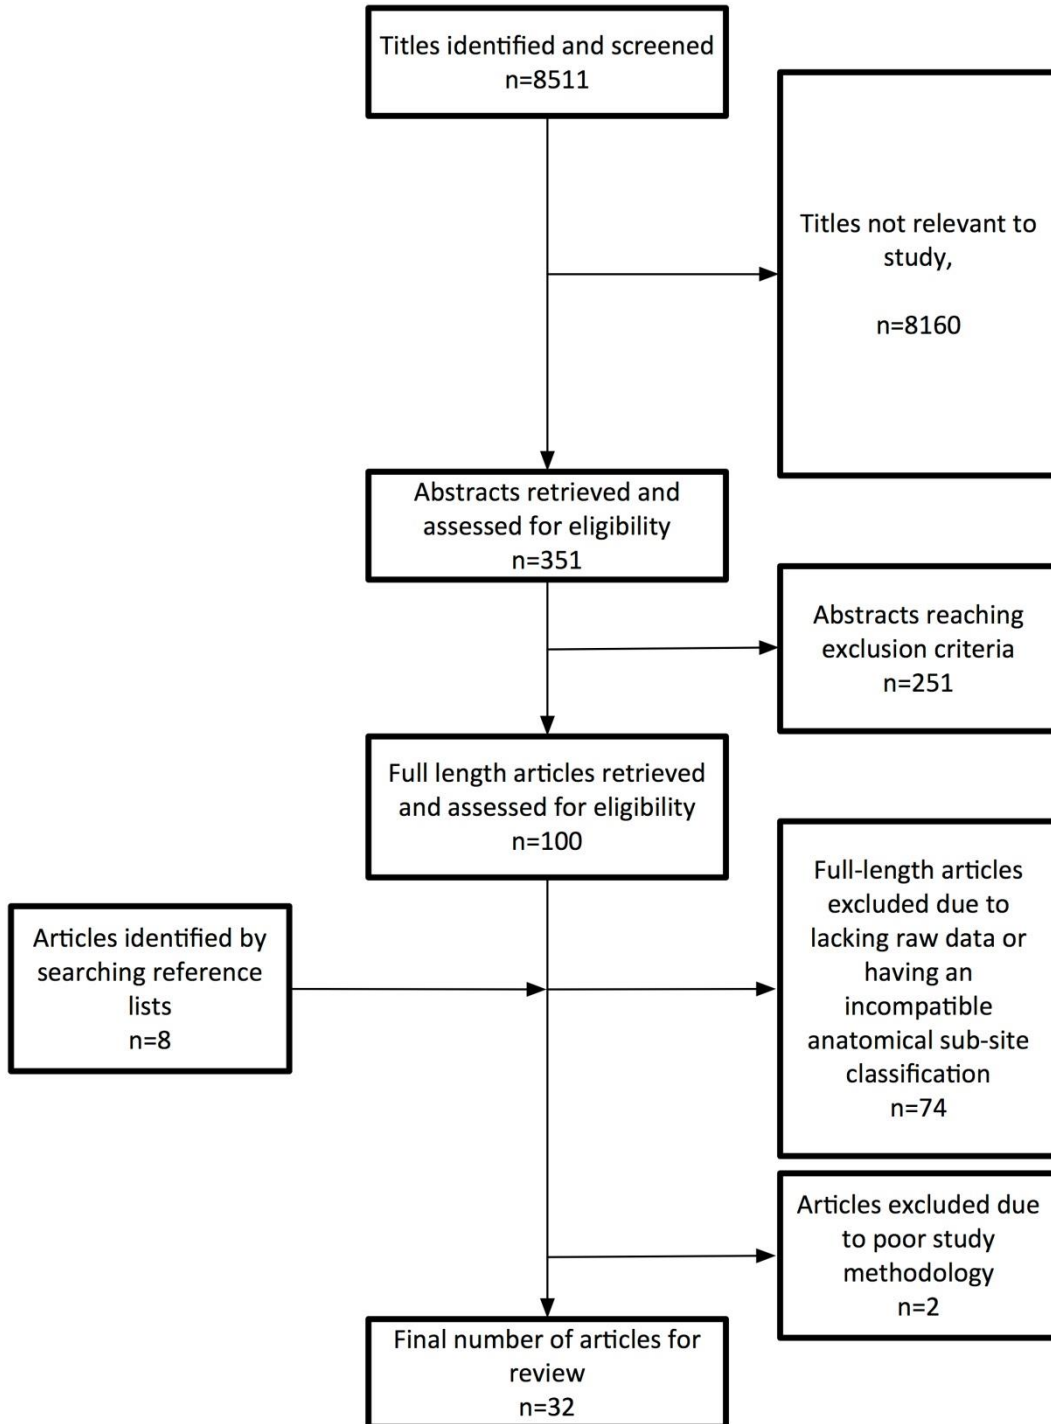 Titles identified and screened
n=8511
Titles not relevant to
study,
n=8160
Abstracts retrieved and
assessed for eligibility
n=351
Abstracts reaching
exclusion criteria
n=251
Full length articles retrieved
and assessed for eligibility
n=100
Articles identified by
searching reference
lists
n=8
Full-length articles
excluded due to
lacking raw data or
having an
incompatible
anatomical sub-site
classification
n=74
Articles excluded due
to poor study
methodology
n=2
Final number of articles for
review
n=32